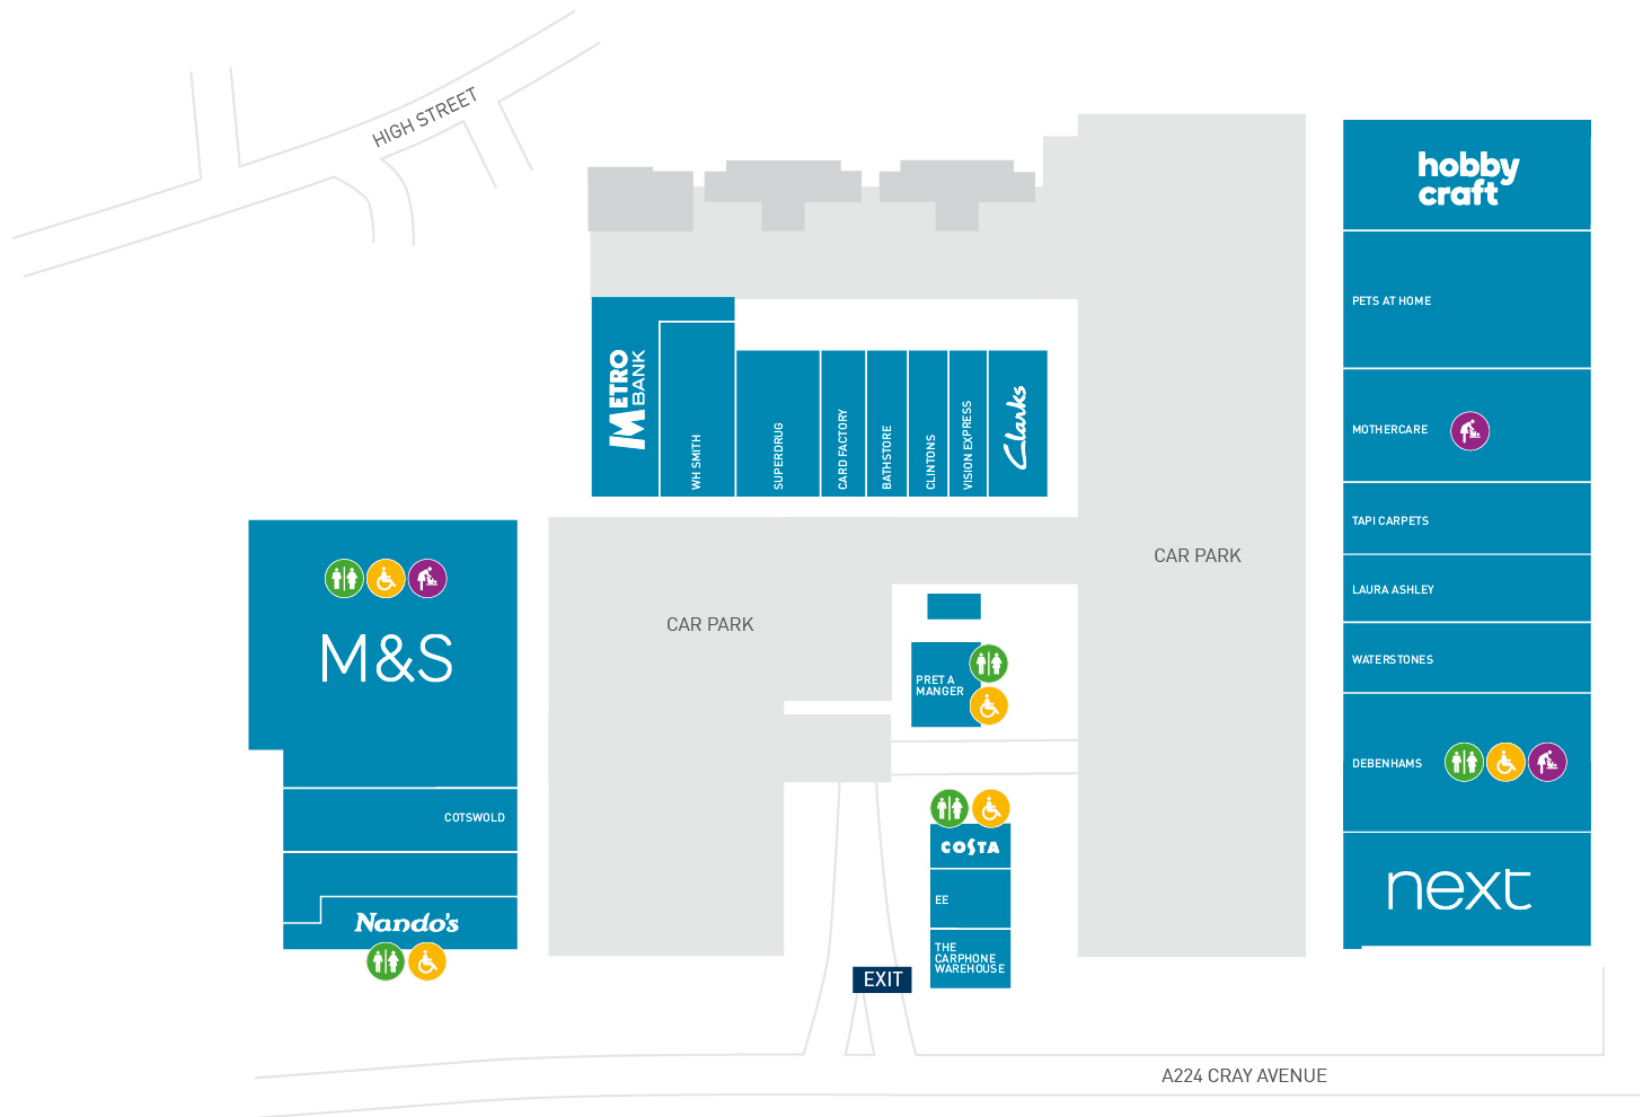 HIGH STREET
hobby
craft
PETS AT HOME
METRO
BANK
WH SMITH
SUPERDRUG
CARD FACTORY
BATHSTORE
CLINTONS
VISION EXPRESS
Clarks
MOTHERCARE
TAPI CARPETS
CAR PARK
LAURA ASHLEY
CAR PARK
M&S
PRET A
MANGER
WATERSTONES
DEBENHAMS
COTSWOLD
COSTA
EE
next
Nando's
THE
CARPHONE
WAREHOUSE
EXIT
A224 CRAY AVENUE